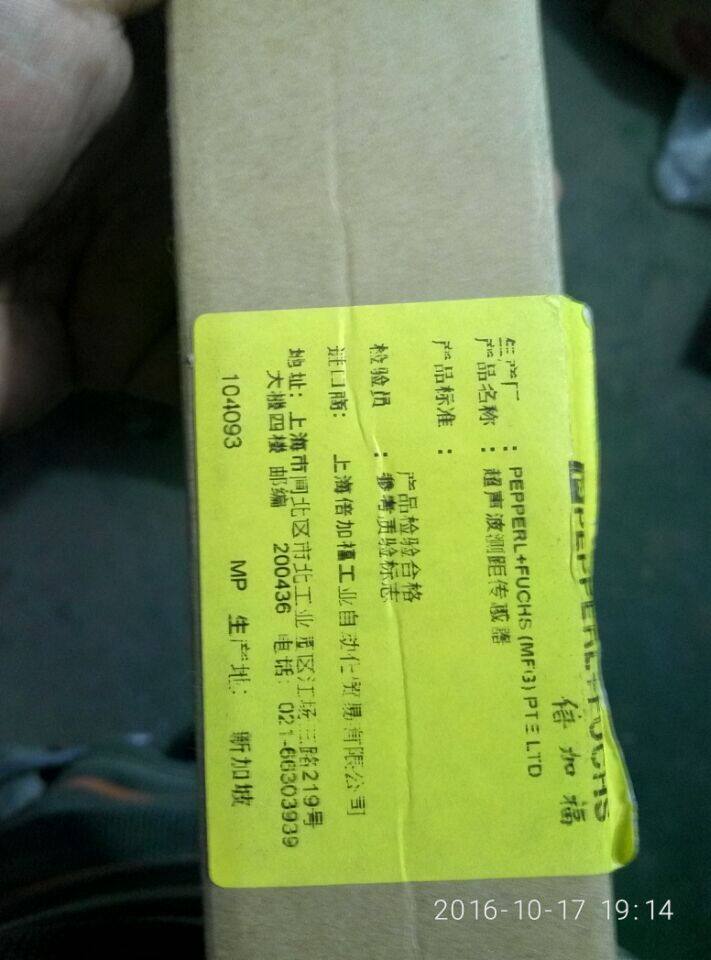 PEPPERL+FUCHS
倍加福
生产厂 : PEPPERL+FUCHS (MF(3) PTE LTD
产品名称 : 超声波测距传感器
产品标准 :
产品检验合格
检验员 : 参考质验标志
进口商: 上海倍加福工业自动化贸易有限公司
地址: 上海市闸北区市北工业园区江场三路219号
大楼四楼 邮编 200436 电话: 021-66303939
104093 MP 生产地: 新加坡
2016-10-17 19:14